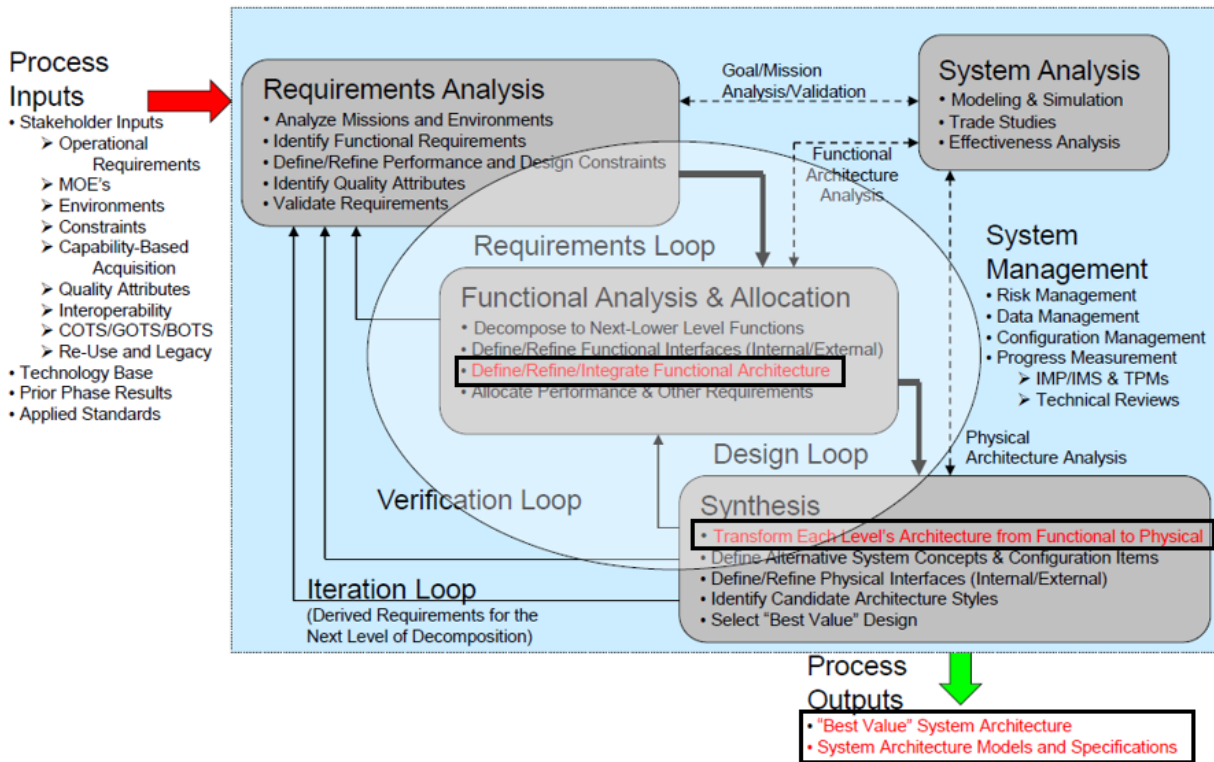 Process
Inputs
• Stakeholder Inputs
➢ Operational
Requirements
➢ MOE's
➢ Environments
➢ Constraints
➢ Capability-Based
Acquisition
➢ Quality Attributes
➢ Interoperability
➢ COTS/GOTS/BOTS
➢ Re-Use and Legacy
• Technology Base
• Prior Phase Results
• Applied Standards
Requirements Analysis
• Analyze Missions and Environments
• Identify Functional Requirements
• Define/Refine Performance and Design Constraints
• Identify Quality Attributes
• Validate Requirements
Goal/Mission
Analysis/Validation
System Analysis
• Modeling & Simulation
• Trade Studies
• Effectiveness Analysis
Functional
Architecture
Analysis
Requirements Loop
Functional Analysis & Allocation
• Decompose to Next-Lower Level Functions
• Define/Refine Functional Interfaces (Internal/External)
• Define/Refine/Integrate Functional Architecture
• Allocate Performance & Other Requirements
System
Management
• Risk Management
• Data Management
• Configuration Management
• Progress Measurement
➢ IMP/IMS & TPMs
➢ Technical Reviews
Physical
Architecture Analysis
Design Loop
Verification Loop
Synthesis
• Transform Each Level's Architecture from Functional to Physical
• Define Alternative System Concepts & Configuration Items
• Define/Refine Physical Interfaces (Internal/External)
• Identify Candidate Architecture Styles
• Select “Best Value” Design
Iteration Loop
(Derived Requirements for the
Next Level of Decomposition)
Process
Outputs
• “Best Value” System Architecture
• System Architecture Models and Specifications